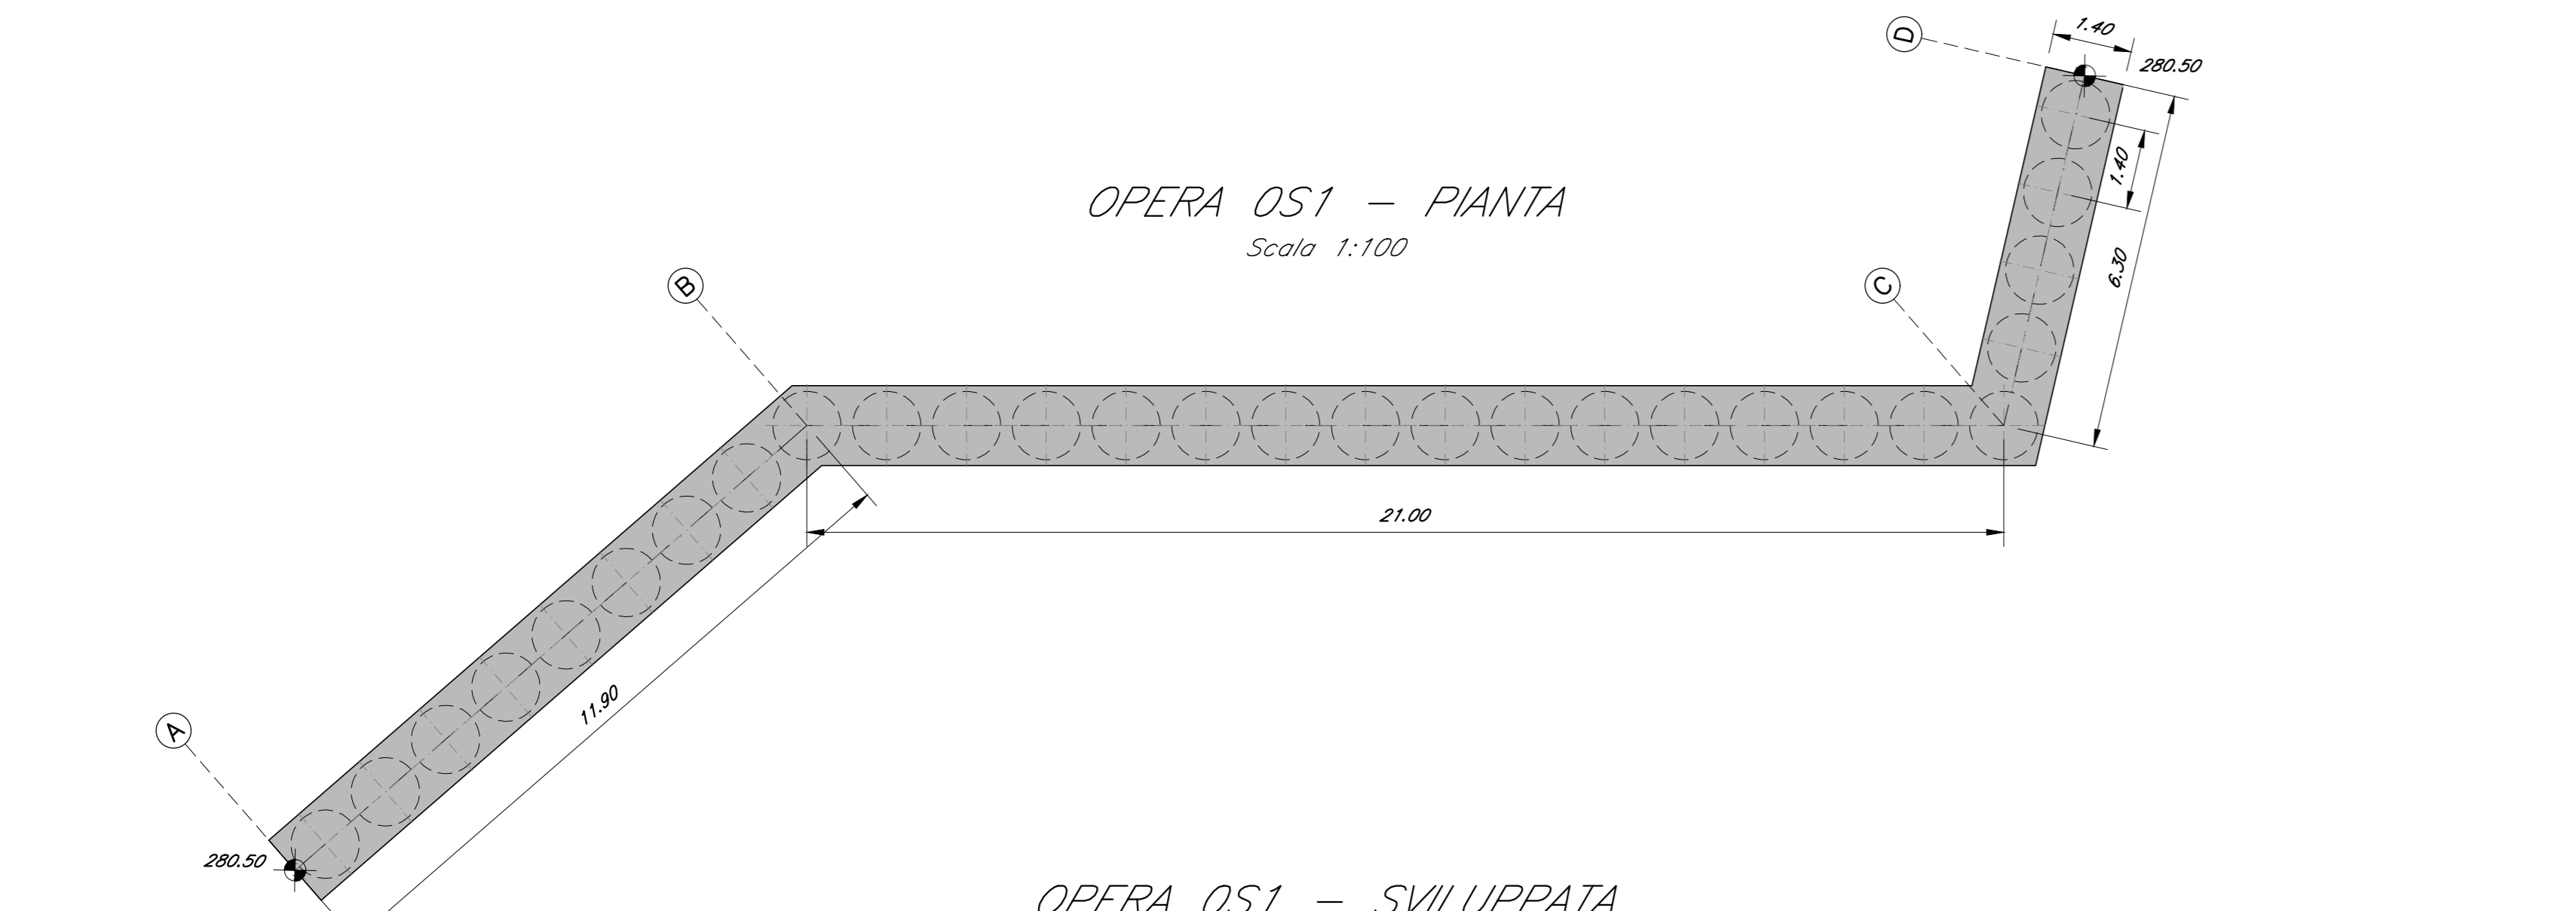 D
1.40
280.50
1.40
6.30
OPERA OS1 – PIANTA
Scala 1:100
B
C
21.00
11.90
A
280.50
OPERA OS1 – SVILUPPATA